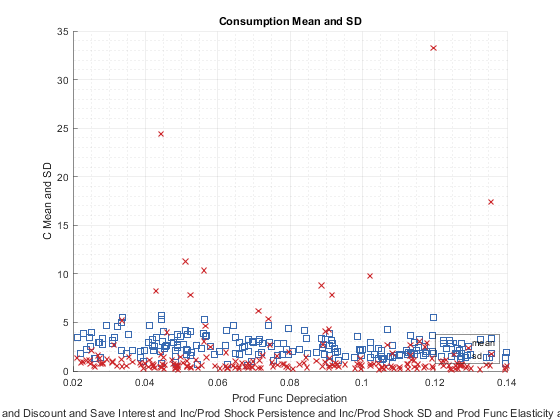 Consumption Mean and SD
35
30
25
20
15
10
5
0
C Mean and SD
mean
sd
0.02 0.04 0.06 0.08 0.1 0.12 0.14
Prod Func Depreciation
and Discount and Save Interest and Inc/Prod Shock Persistence and Inc/Prod Shock SD and Prod Func Elasticity